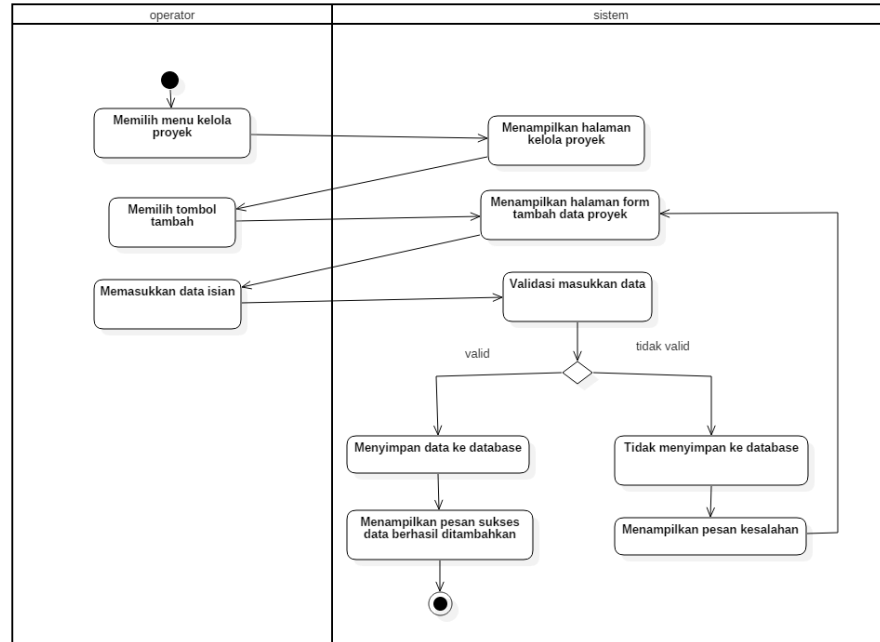 operator
sistem
Memilih menu kelola
proyek
Menampilkan halaman
kelola proyek
Memilih tombol
tambah
Menampilkan halaman form
tambah data proyek
Memasukkan data isian
Validasi masukkan data
valid
tidak valid
Menyimpan data ke database
Tidak menyimpan ke database
Menampilkan pesan sukses
data berhasil ditambahkan
Menampilkan pesan kesalahan